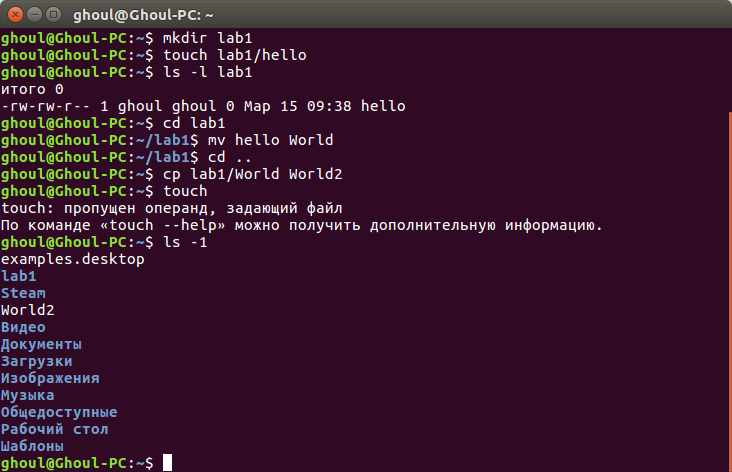 ghoul@Ghoul-PC: ~
ghoul@Ghoul-PC:~$ mkdir lab1
ghoul@Ghoul-PC:~$ touch lab1/hello
ghoul@Ghoul-PC:~$ ls -l lab1
итого 0
-rw-rw-r-- 1 ghoul ghoul 0 Мар 15 09:38 hello
ghoul@Ghoul-PC:~$ cd lab1
ghoul@Ghoul-PC:~/lab1$ mv hello World
ghoul@Ghoul-PC:~/lab1$ cd ..
ghoul@Ghoul-PC:~$ cp lab1/World World2
ghoul@Ghoul-PC:~$ touch
touch: пропущен операнд, задающий файл
По команде «touch --help» можно получить дополнительную информацию.
ghoul@Ghoul-PC:~$ ls -1
examples.desktop
lab1
Steam
World2
Видео
Документы
Загрузки
Изображения
Музыка
Общедоступные
Рабочий стол
Шаблоны
ghoul@Ghoul-PC:~$